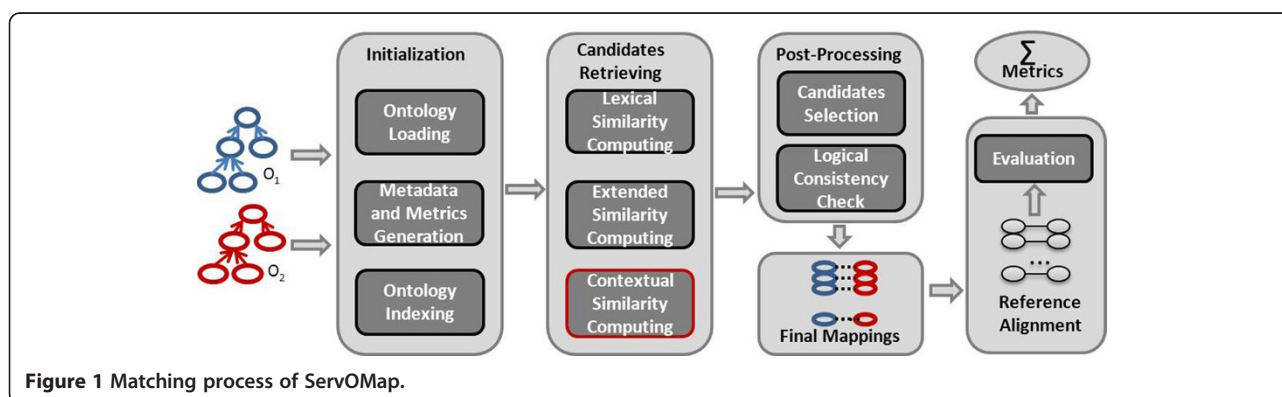 Initialization
Ontology
Loading
Metadata
and Metrics
Generation
Ontology
Indexing
O1
O2
Candidates
Retrieving
Lexical
Similarity
Computing
Extended
Similarity
Computing
Contextual
Similarity
Computing
Post-Processing
Candidates
Selection
Logical
Consistency
Check
Final Mappings
Σ
Metrics
Evaluation
...
Reference
Alignment
Figure 1 Matching process of ServOMap.